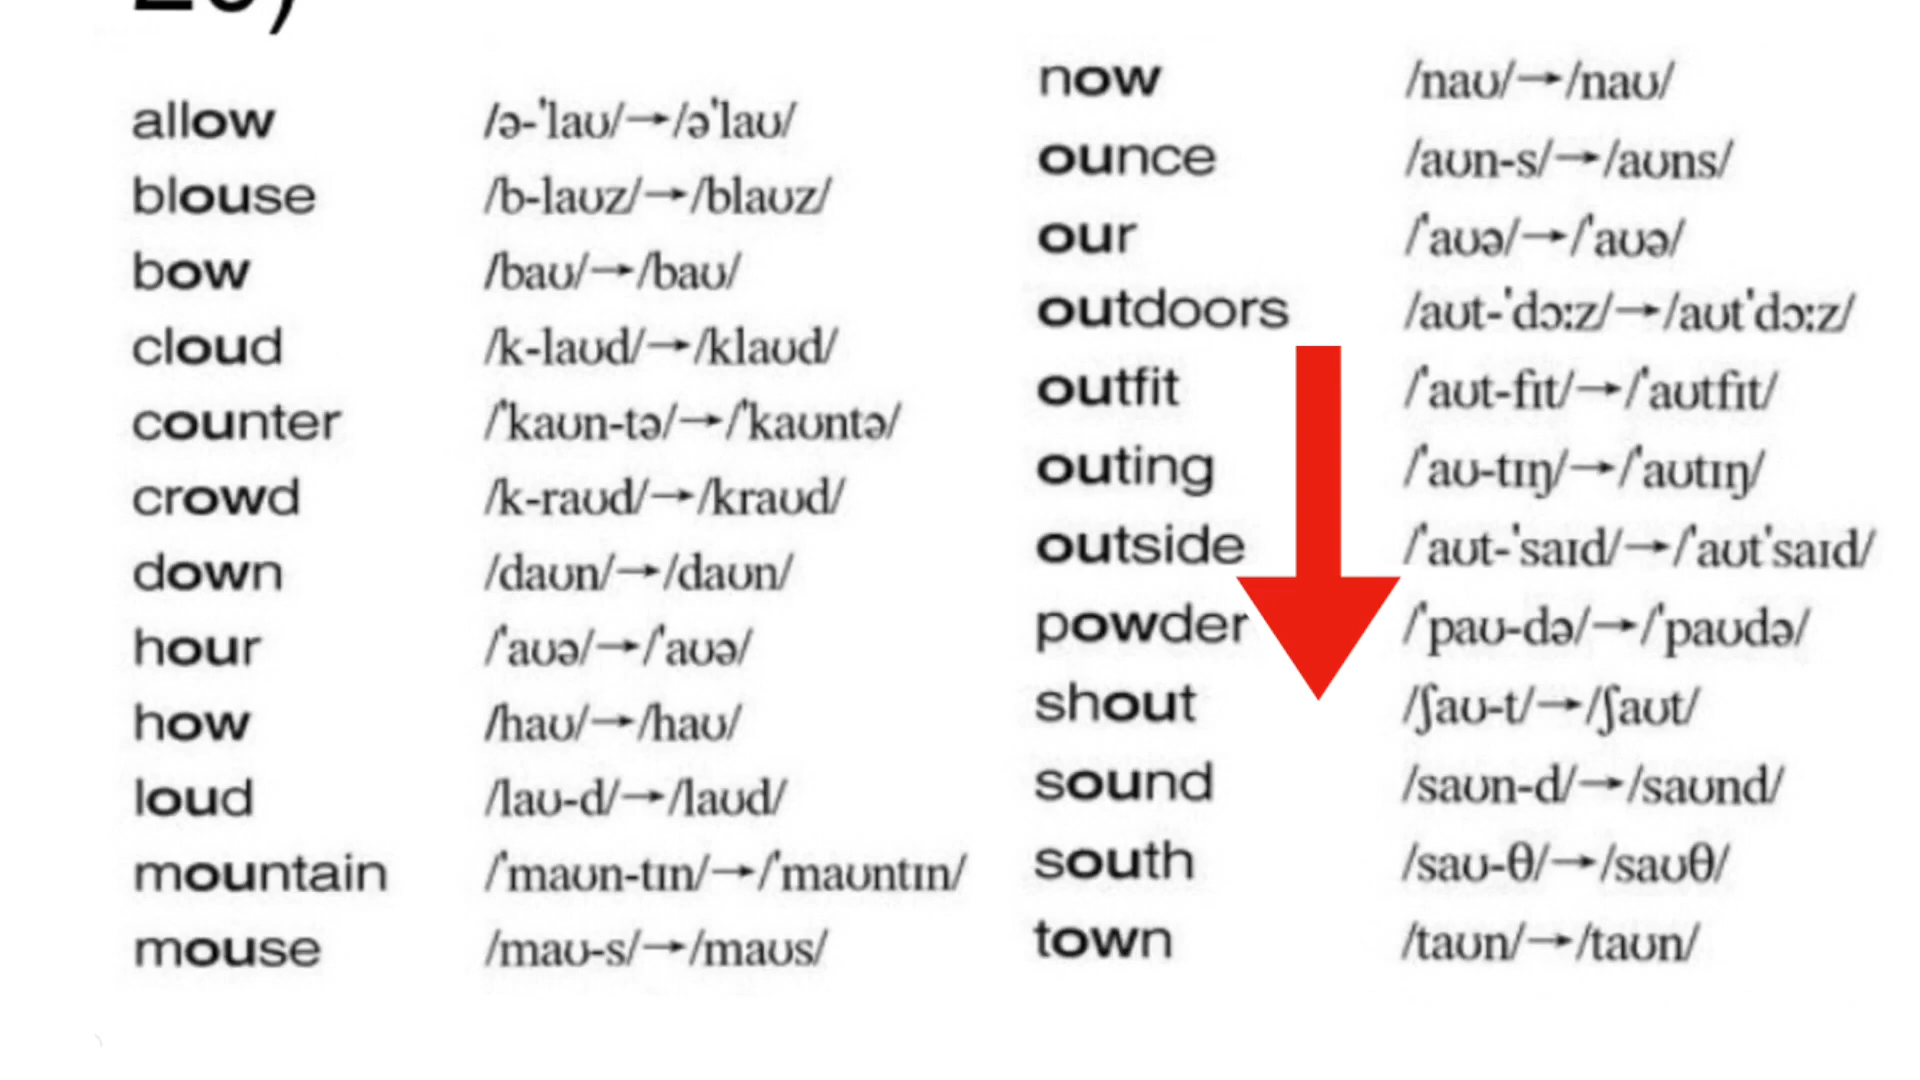 allow /ə-ˈlaʊ/→/əˈlaʊ/
blouse /b-laʊz/→/blaʊz/
bow /baʊ/→/baʊ/
cloud /k-laʊd/→/klaʊd/
counter /ˈkaʊn-tə/→/ˈkaʊntə/
crowd /k-raʊd/→/kraʊd/
down /daʊn/→/daʊn/
hour /ˈaʊə/→/ˈaʊə/
how /haʊ/→/haʊ/
loud /laʊ-d/→/laʊd/
mountain /ˈmaʊn-tɪn/→/ˈmaʊntɪn/
mouse /maʊ-s/→/maʊs/
now /naʊ/→/naʊ/
ounce /aʊn-s/→/aʊns/
our /ˈaʊə/→/ˈaʊə/
outdoors /aʊt-ˈdɔːz/→/aʊtˈdɔːz/
outfit /ˈaʊt-fɪt/→/ˈaʊtfɪt/
outing /ˈaʊ-tɪŋ/→/ˈaʊtɪŋ/
outside /ˈaʊt-ˈsaɪd/→/ˈaʊtˈsaɪd/
powder /ˈpaʊ-də/→/ˈpaʊdə/
shout /ʃaʊ-t/→/ʃaʊt/
sound /saʊn-d/→/saʊnd/
south /saʊ-θ/→/saʊθ/
town /taʊn/→/taʊn/